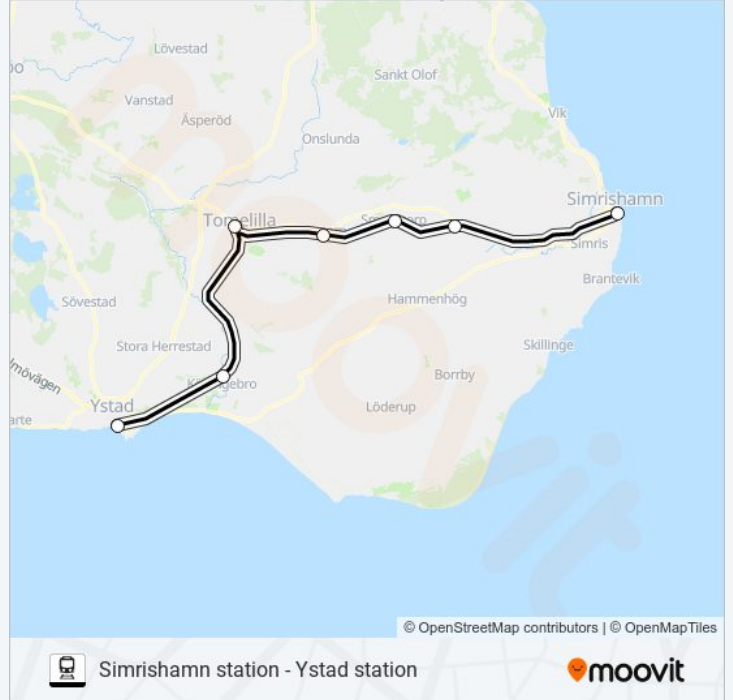 Lövestad
Sankt Olof
Vanstad
Äsperöd
Vik
Onslunda
Simrishamn
Tomelilla
Simris
Brantevik
Sövestad
Hammenhög
Stora Herrestad
Skillinge
Borrby
Ystad
Löderup
© OpenStreetMap contributors | © OpenMapTiles
Simrishamn station - Ystad station
moovit